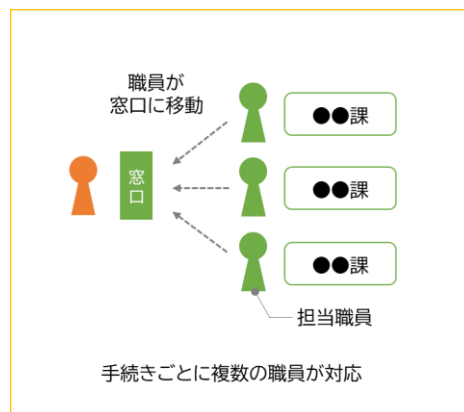 職員が
窓口に移動
●●課
窓口
●●課
●●課
担当職員
手続きごとに複数の職員が対応